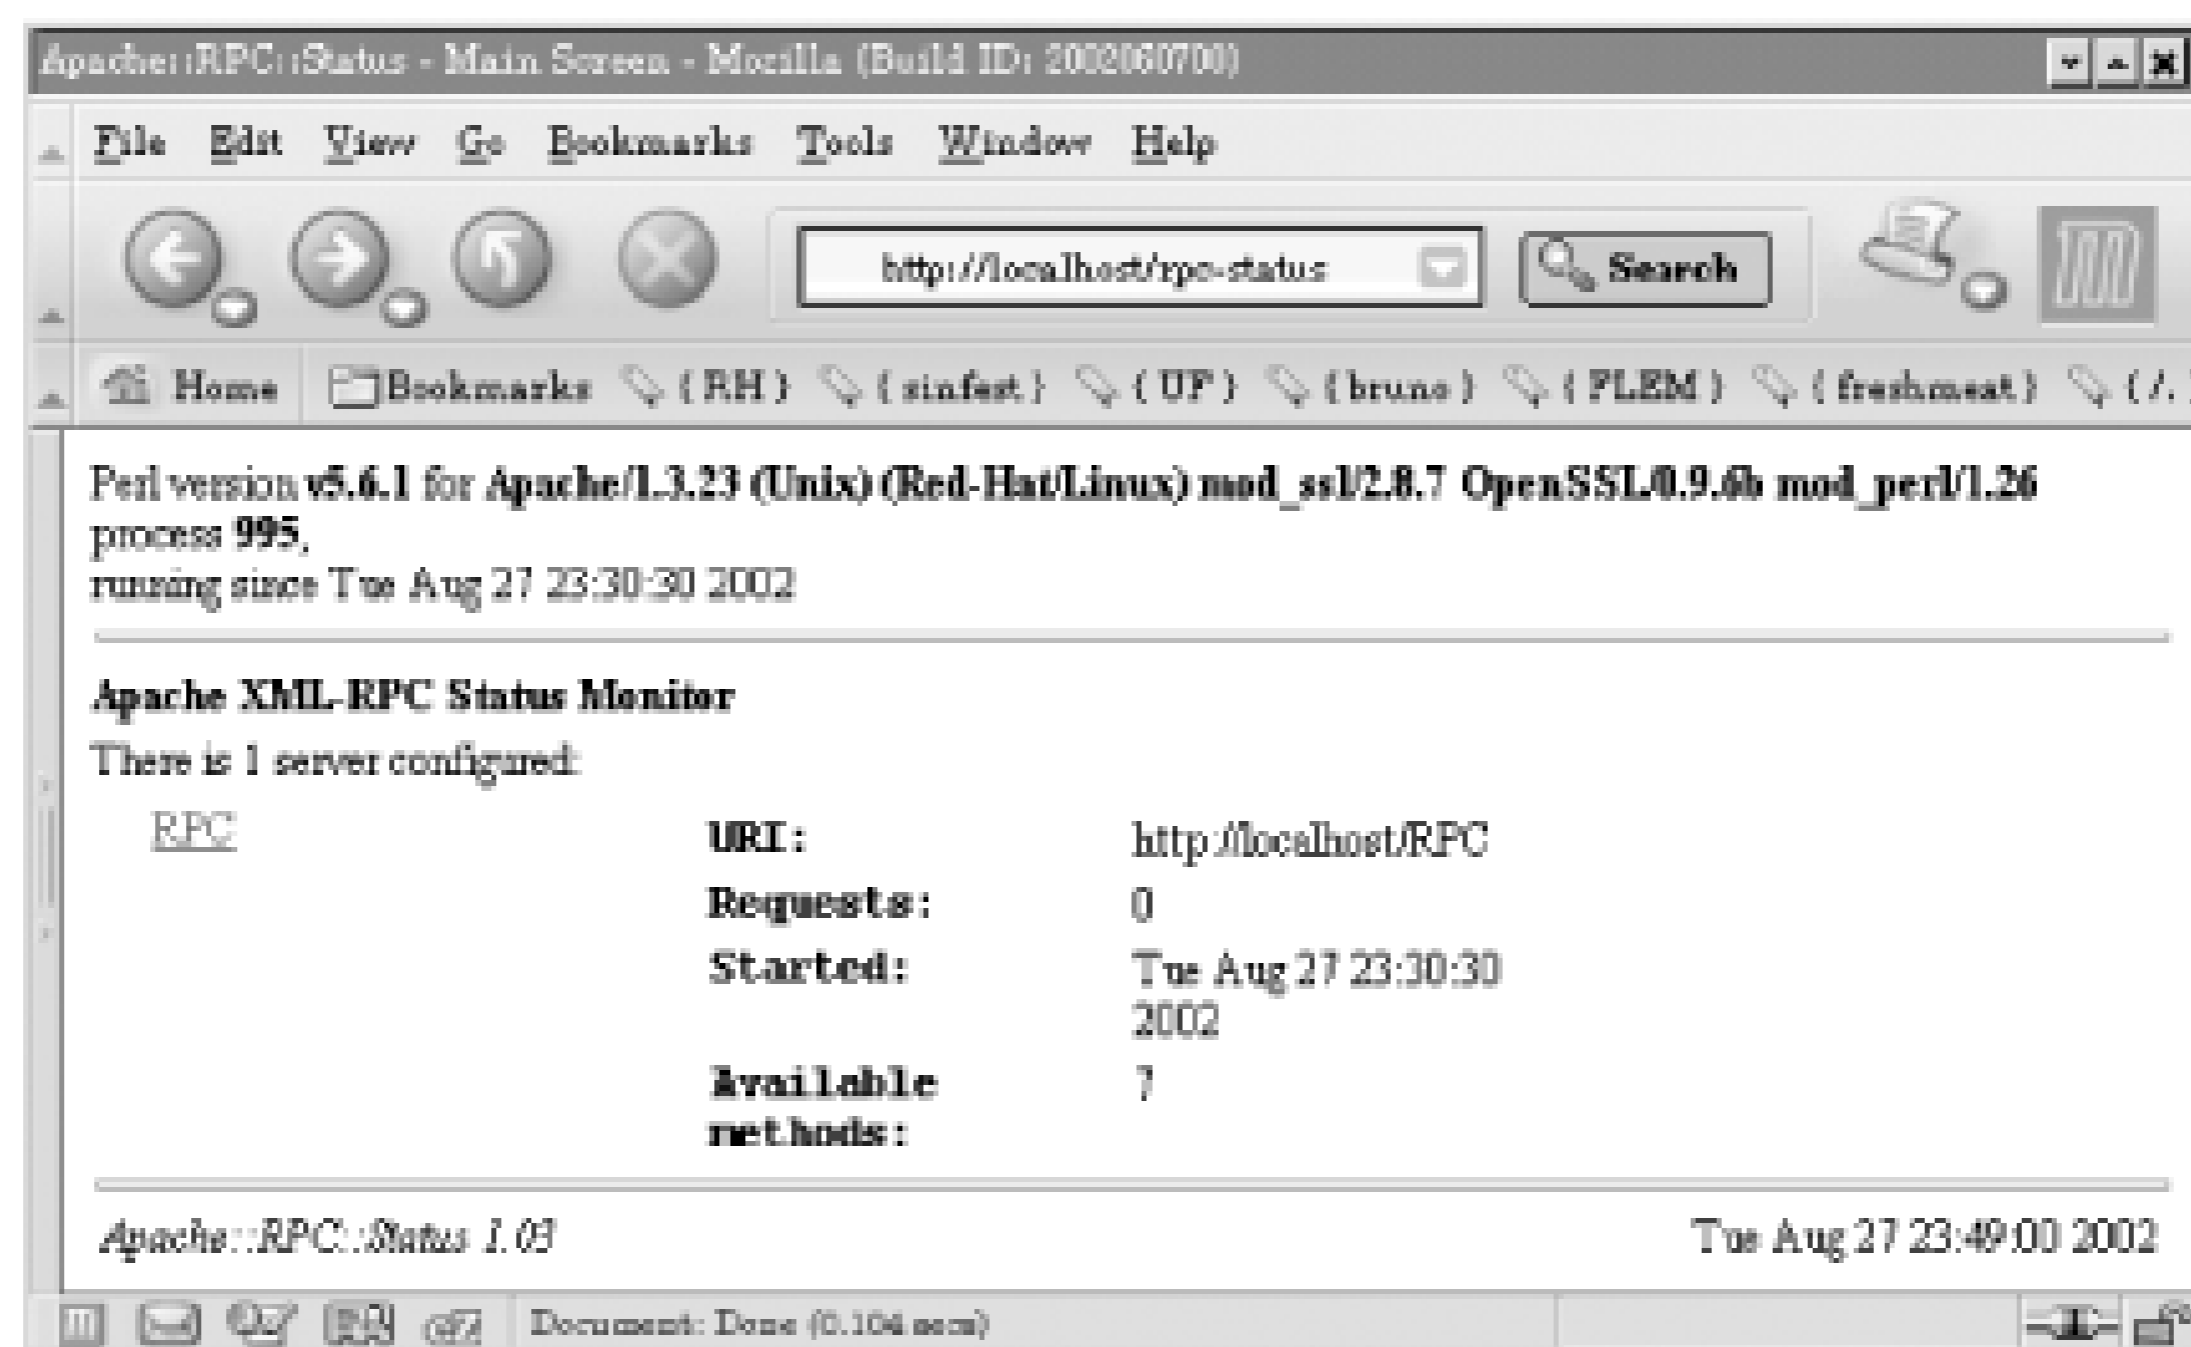 Apache::RPC::Status - Main Screen - Mozilla (Build ID: 2002060700)
File Edit View Go Bookmarks Tools Window Help
http://localhost/rpc-status Search
Home Bookmarks {RH} {sinfest} {UF} {bruno} {PLEM} {freshmeat} {/.
Perl version v5.6.1 for Apache/1.3.23 (Unix) (Red-Hat/Linux) mod_ssl/2.8.7 OpenSSL/0.9.6b mod_perl/1.26
process 995,
running since Tue Aug 27 23:30:30 2002
Apache XML-RPC Status Monitor
There is 1 server configured:
RPC URI: http://localhost/RPC
Requests: 0
Started: Tue Aug 27 23:30:30
2002
Available 7
methods:
Apache::RPC::Status 1.03 Tue Aug 27 23:49:00 2002
Document: Done (0.104 secs)